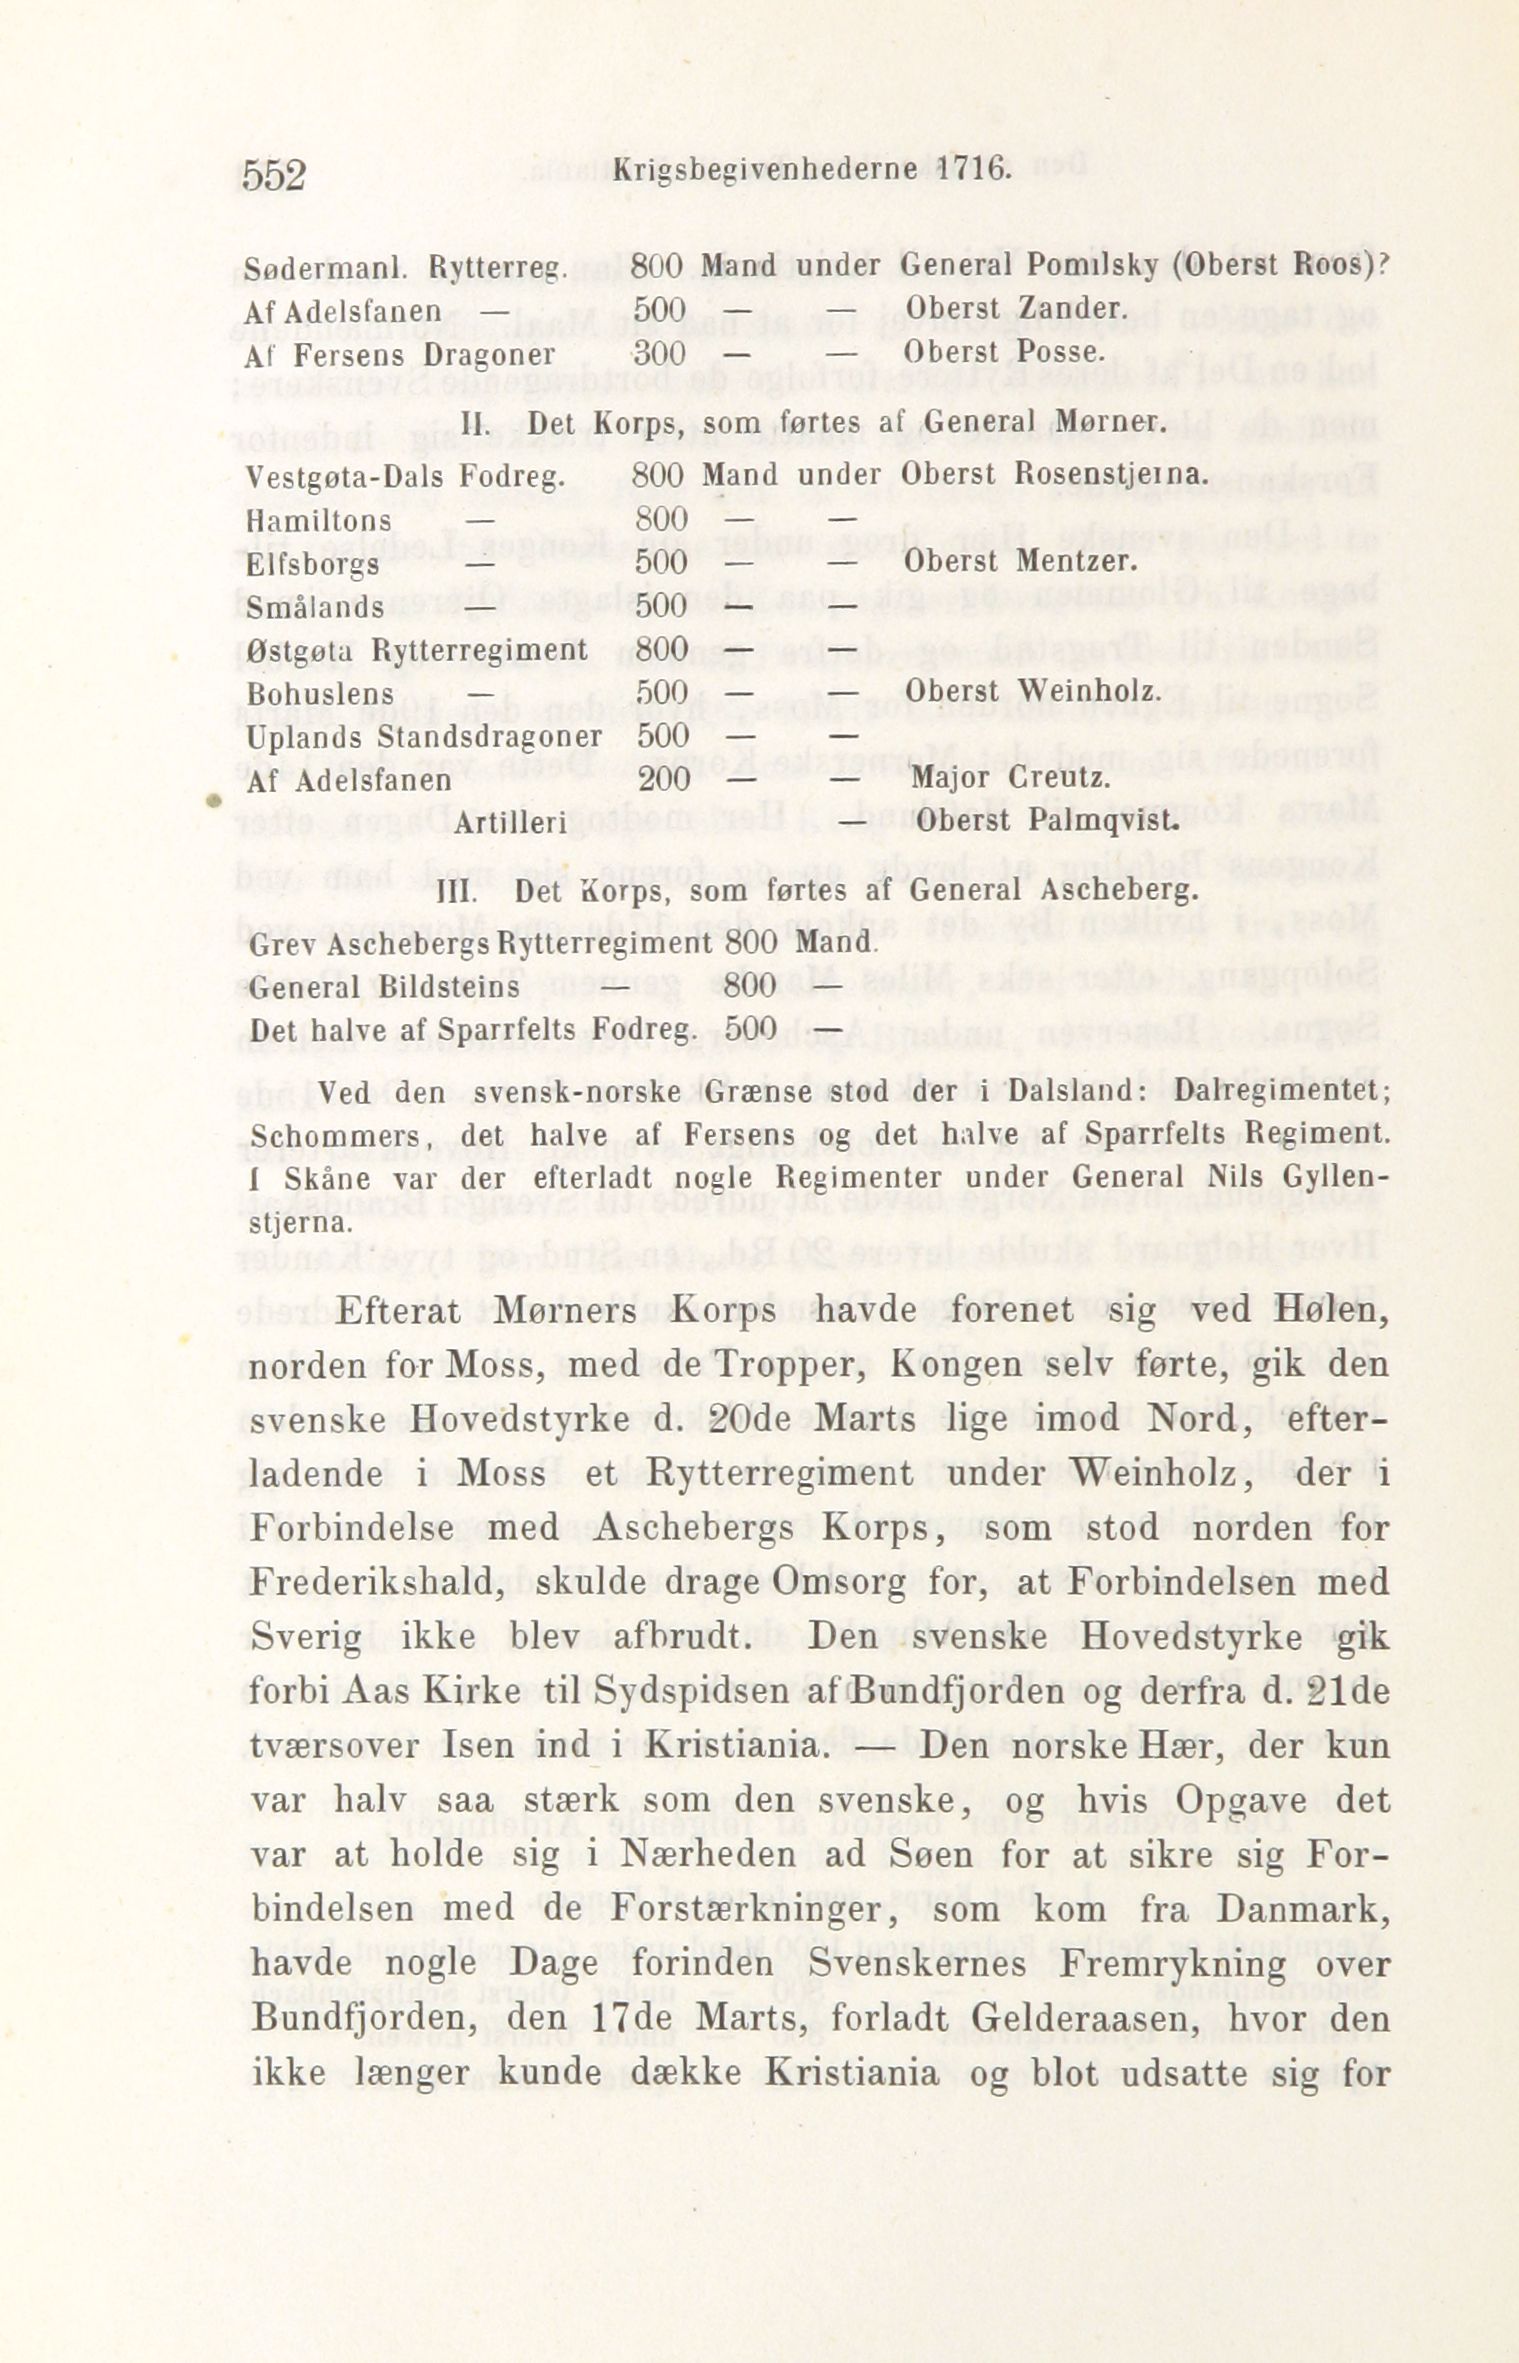 552
Krigsbegivenhederne 1716.
Sødermanl. Rytterreg. 800 Mand under General Pomilsky (Oberst Roos)?
Af Adelsfanen — 500 — — Oberst Zander.
Af Fersens Dragoner 300 — — Oberst Posse.
II. Det Korps, som førtes af General Mørner.
Vestgøta-Dals Fodreg. 800 Mand under Oberst Rosenstjerna.
Hamiltons — 800 — —
Elfsborgs — 500 — — Oberst Mentzer.
Smålands — 500 — —
Østgøta Rytterregiment 800 — —
Bohuslens — 500 — — Oberst Weinholz.
Uplands Standsdragoner 500 — —
Af Adelsfanen 200 — — Major Creutz.
Artilleri — Oberst Palmqvist.
III. Det Korps, som førtes af General Ascheberg.
Grev Aschebergs Rytterregiment 800 Mand.
General Bildsteins — 800 —
Det halve af Sparrfelts Fodreg. 500 —
Ved den svensk-norske Grænse stod der i Dalsland: Dalregimentet;
Schommers, det halve af Fersens og det halve af Sparrfelts Regiment.
I Skåne var der efterladt nogle Regimenter under General Nils Gyllen-
stjerna.
Efterat Mørners Korps havde forenet sig ved Hølen,
norden for Moss, med de Tropper, Kongen selv førte, gik den
svenske Hovedstyrke d. 20de Marts lige imod Nord, efter-
ladende i Moss et Rytterregiment under Weinholz, der i
Forbindelse med Aschebergs Korps, som stod norden for
Frederikshald, skulde drage Omsorg for, at Forbindelsen med
Sverig ikke blev afbrudt. Den svenske Hovedstyrke gik
forbi Aas Kirke til Sydspidsen af Bundfjorden og derfra d. 21de
tværsover Isen ind i Kristiania. — Den norske Hær, der kun
var halv saa stærk som den svenske, og hvis Opgave det
var at holde sig i Nærheden ad Søen for at sikre sig For-
bindelsen med de Forstærkninger, som kom fra Danmark,
havde nogle Dage forinden Svenskernes Fremrykning over
Bundfjorden, den 17de Marts, forladt Gelderaasen, hvor den
ikke længer kunde dække Kristiania og blot udsatte sig for